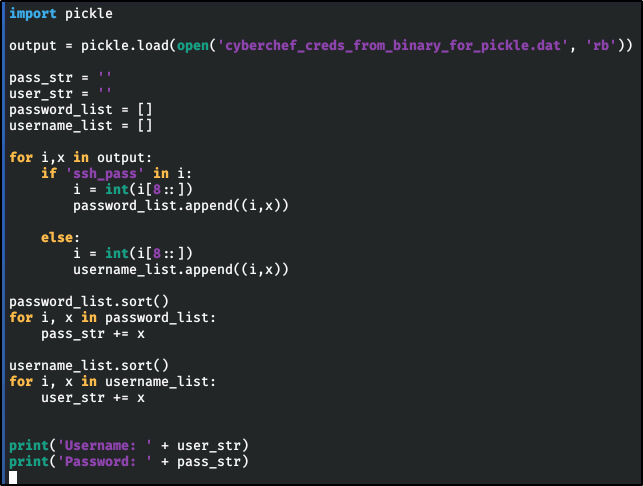 import pickle
output = pickle.load(open('cyberchef_creds_from_binary_for_pickle.dat', 'rb'))
pass_str = ''
user_str = ''
password_list = []
username_list = []
for i,x in output:
    if 'ssh_pass' in i:
        i = int(i[8::])
        password_list.append((i,x))
    else:
        i = int(i[8::])
        username_list.append((i,x))
password_list.sort()
for i, x in password_list:
    pass_str += x
username_list.sort()
for i, x in username_list:
    user_str += x
print('Username: ' + user_str)
print('Password: ' + pass_str)